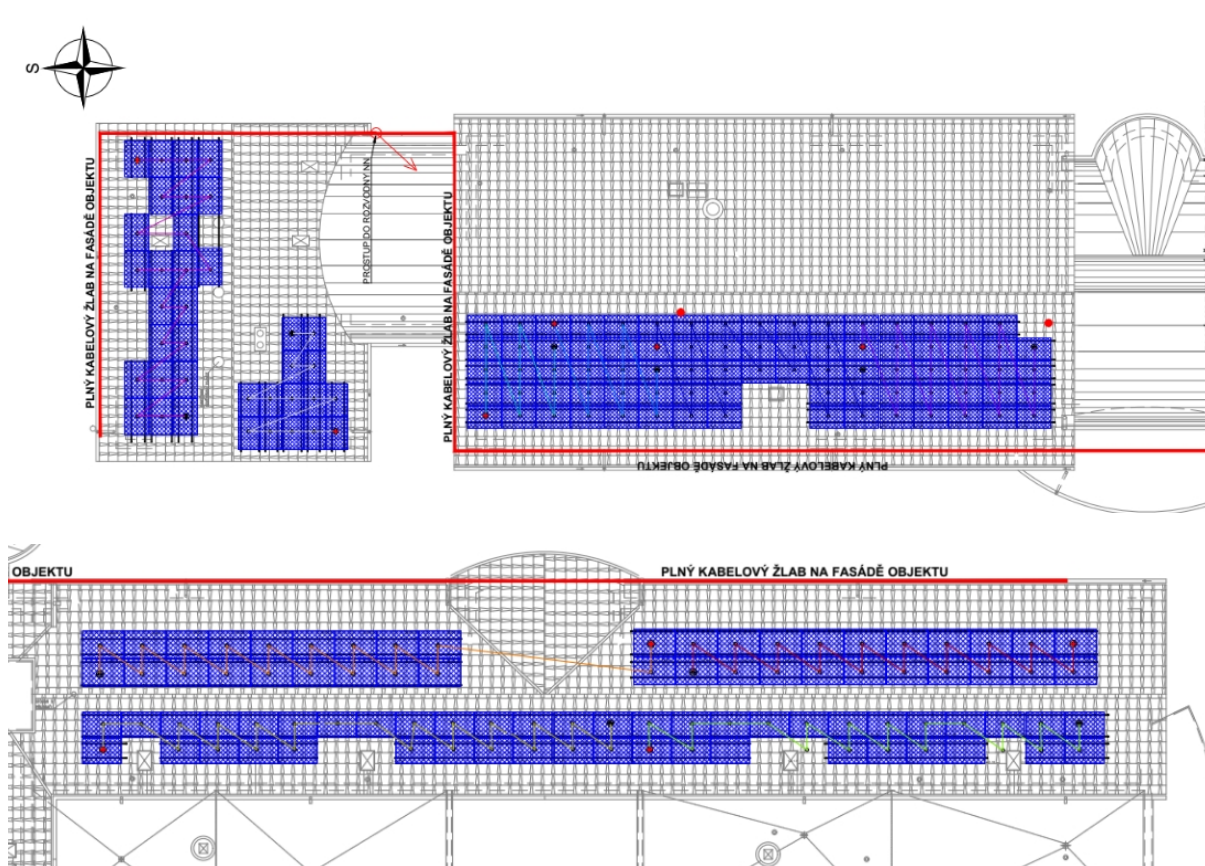 S
PLNÝ KABELOVÝ ŽLAB NA FASÁDĚ OBJEKTU
PROSTUP DO ROZVODNY NN
PLNÝ KABELOVÝ ŽLAB NA FASÁDĚ OBJEKTU
PLNÝ KABELOVÝ ŽLAB NA FASÁDĚ OBJEKTU
OBJEKTU
PLNÝ KABELOVÝ ŽLAB NA FASÁDĚ OBJEKTU